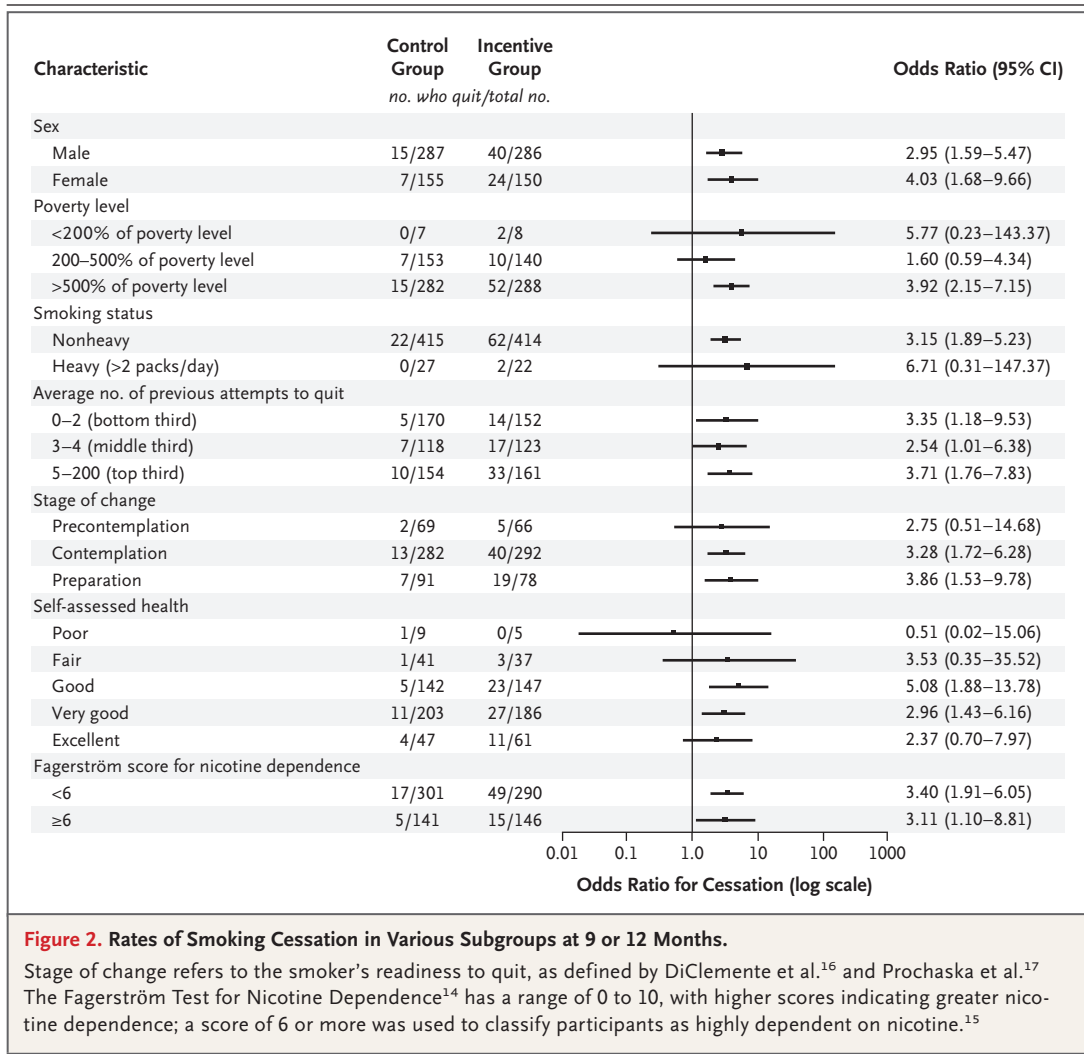 Characteristic Control Group Incentive Group Odds Ratio (95% CI)
no. who quit/total no.
Sex
Male 15/287 40/286 2.95 (1.59–5.47)
Female 7/155 24/150 4.03 (1.68–9.66)
Poverty level
<200% of poverty level 0/7 2/8 5.77 (0.23–143.37)
200–500% of poverty level 7/153 10/140 1.60 (0.59–4.34)
>500% of poverty level 15/282 52/288 3.92 (2.15–7.15)
Smoking status
Nonheavy 22/415 62/414 3.15 (1.89–5.23)
Heavy (>2 packs/day) 0/27 2/22 6.71 (0.31–147.37)
Average no. of previous attempts to quit
0–2 (bottom third) 5/170 14/152 3.35 (1.18–9.53)
3–4 (middle third) 7/118 17/123 2.54 (1.01–6.38)
5–200 (top third) 10/154 33/161 3.71 (1.76–7.83)
Stage of change
Precontemplation 2/69 5/66 2.75 (0.51–14.68)
Contemplation 13/282 40/292 3.28 (1.72–6.28)
Preparation 7/91 19/78 3.86 (1.53–9.78)
Self-assessed health
Poor 1/9 0/5 0.51 (0.02–15.06)
Fair 1/41 3/37 3.53 (0.35–35.52)
Good 5/142 23/147 5.08 (1.88–13.78)
Very good 11/203 27/186 2.96 (1.43–6.16)
Excellent 4/47 11/61 2.37 (0.70–7.97)
Fagerström score for nicotine dependence
<6 17/301 49/290 3.40 (1.91–6.05)
≥6 5/141 15/146 3.11 (1.10–8.81)
0.01 0.1 1.0 10 100 1000
Odds Ratio for Cessation (log scale)
Figure 2. Rates of Smoking Cessation in Various Subgroups at 9 or 12 Months.
Stage of change refers to the smoker's readiness to quit, as defined by DiClemente et al.¹⁶ and Prochaska et al.¹⁷
The Fagerström Test for Nicotine Dependence¹⁴ has a range of 0 to 10, with higher scores indicating greater nico-
tine dependence; a score of 6 or more was used to classify participants as highly dependent on nicotine.¹⁵